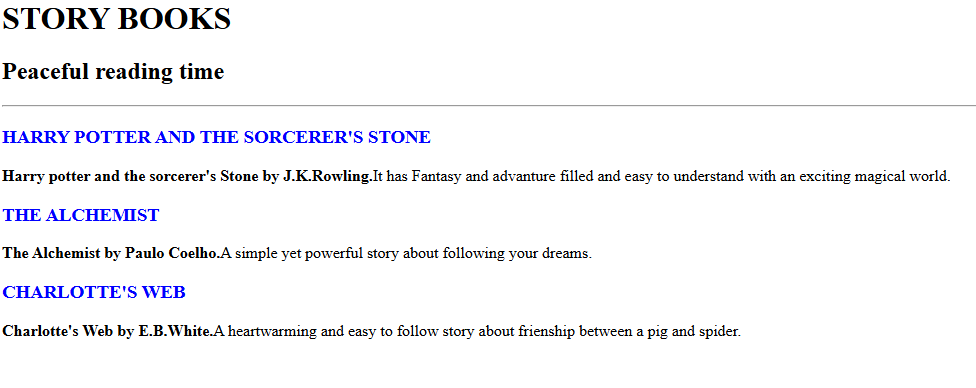 STORY BOOKS
Peaceful reading time
HARRY POTTER AND THE SORCERER'S STONE
Harry potter and the sorcerer's Stone by J.K.Rowling.It has Fantasy and advanture filled and easy to understand with an exciting magical world.
THE ALCHEMIST
The Alchemist by Paulo Coelho.A simple yet powerful story about following your dreams.
CHARLOTTE'S WEB
Charlotte's Web by E.B.White.A heartwarming and easy to follow story about frienship between a pig and spider.